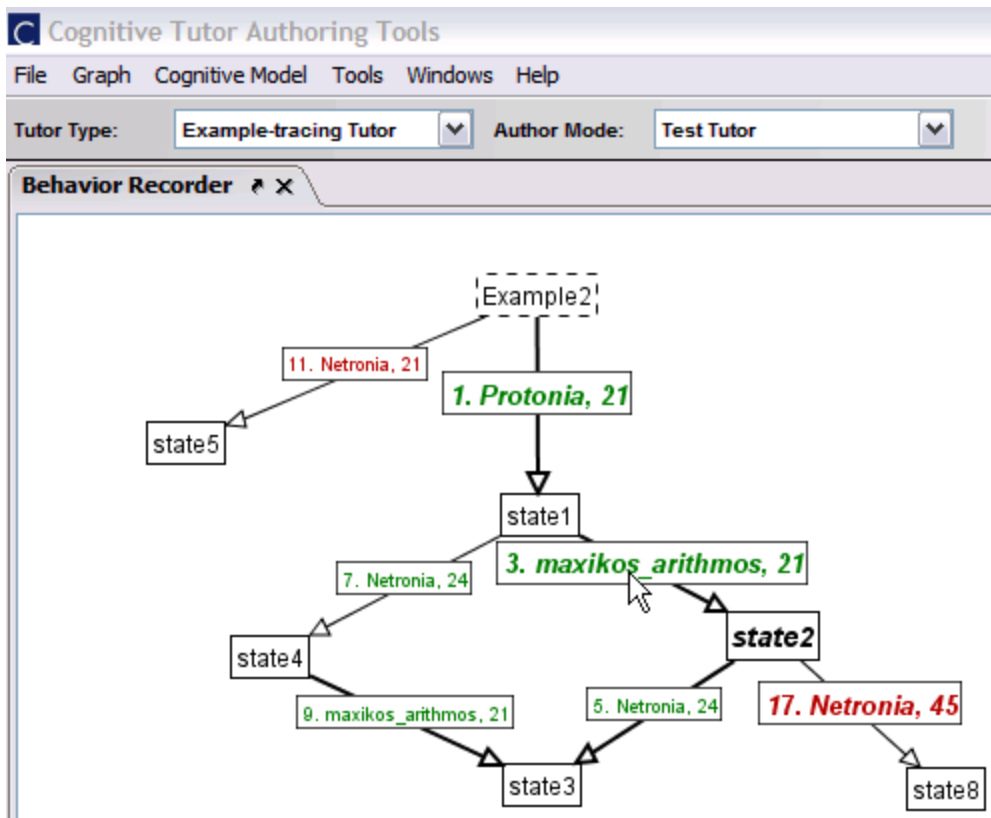 Cognitive Tutor Authoring Tools
File Graph Cognitive Model Tools Windows Help
Tutor Type: Example-tracing Tutor Author Mode: Test Tutor
Behavior Recorder
Example2
11. Netronia, 21
1. Protonia, 21
state5
state1
3. maxikos_arithmos, 21
7. Netronia, 24
state2
state4
5. Netronia, 24
17. Netronia, 45
9. maxikos_arithmos, 21
state3
state8